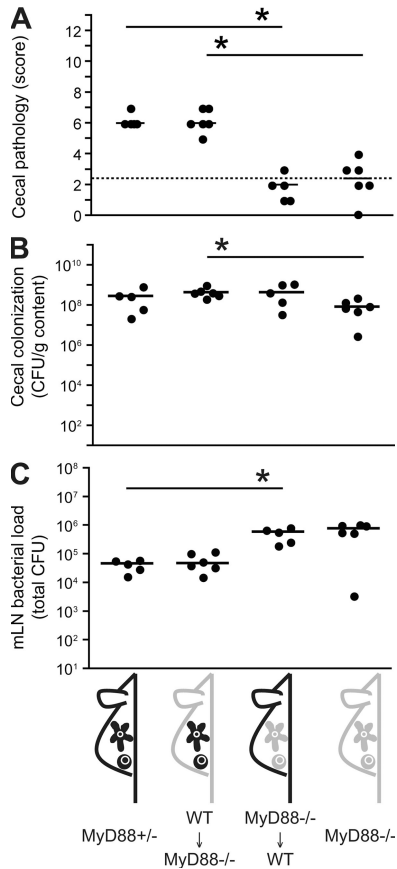 A
Cecal pathology (score)
12
10
8
6
4
2
0
*
*
B
Cecal colonization
(CFU/g content)
10^10
10^8
10^6
10^4
10^2
*
C
mLN bacterial load
(total CFU)
10^8
10^7
10^6
10^5
10^4
10^3
10^2
10^1
*
MyD88+/-
WT
↓
MyD88-/-
MyD88-/-
↓
WT
MyD88-/-